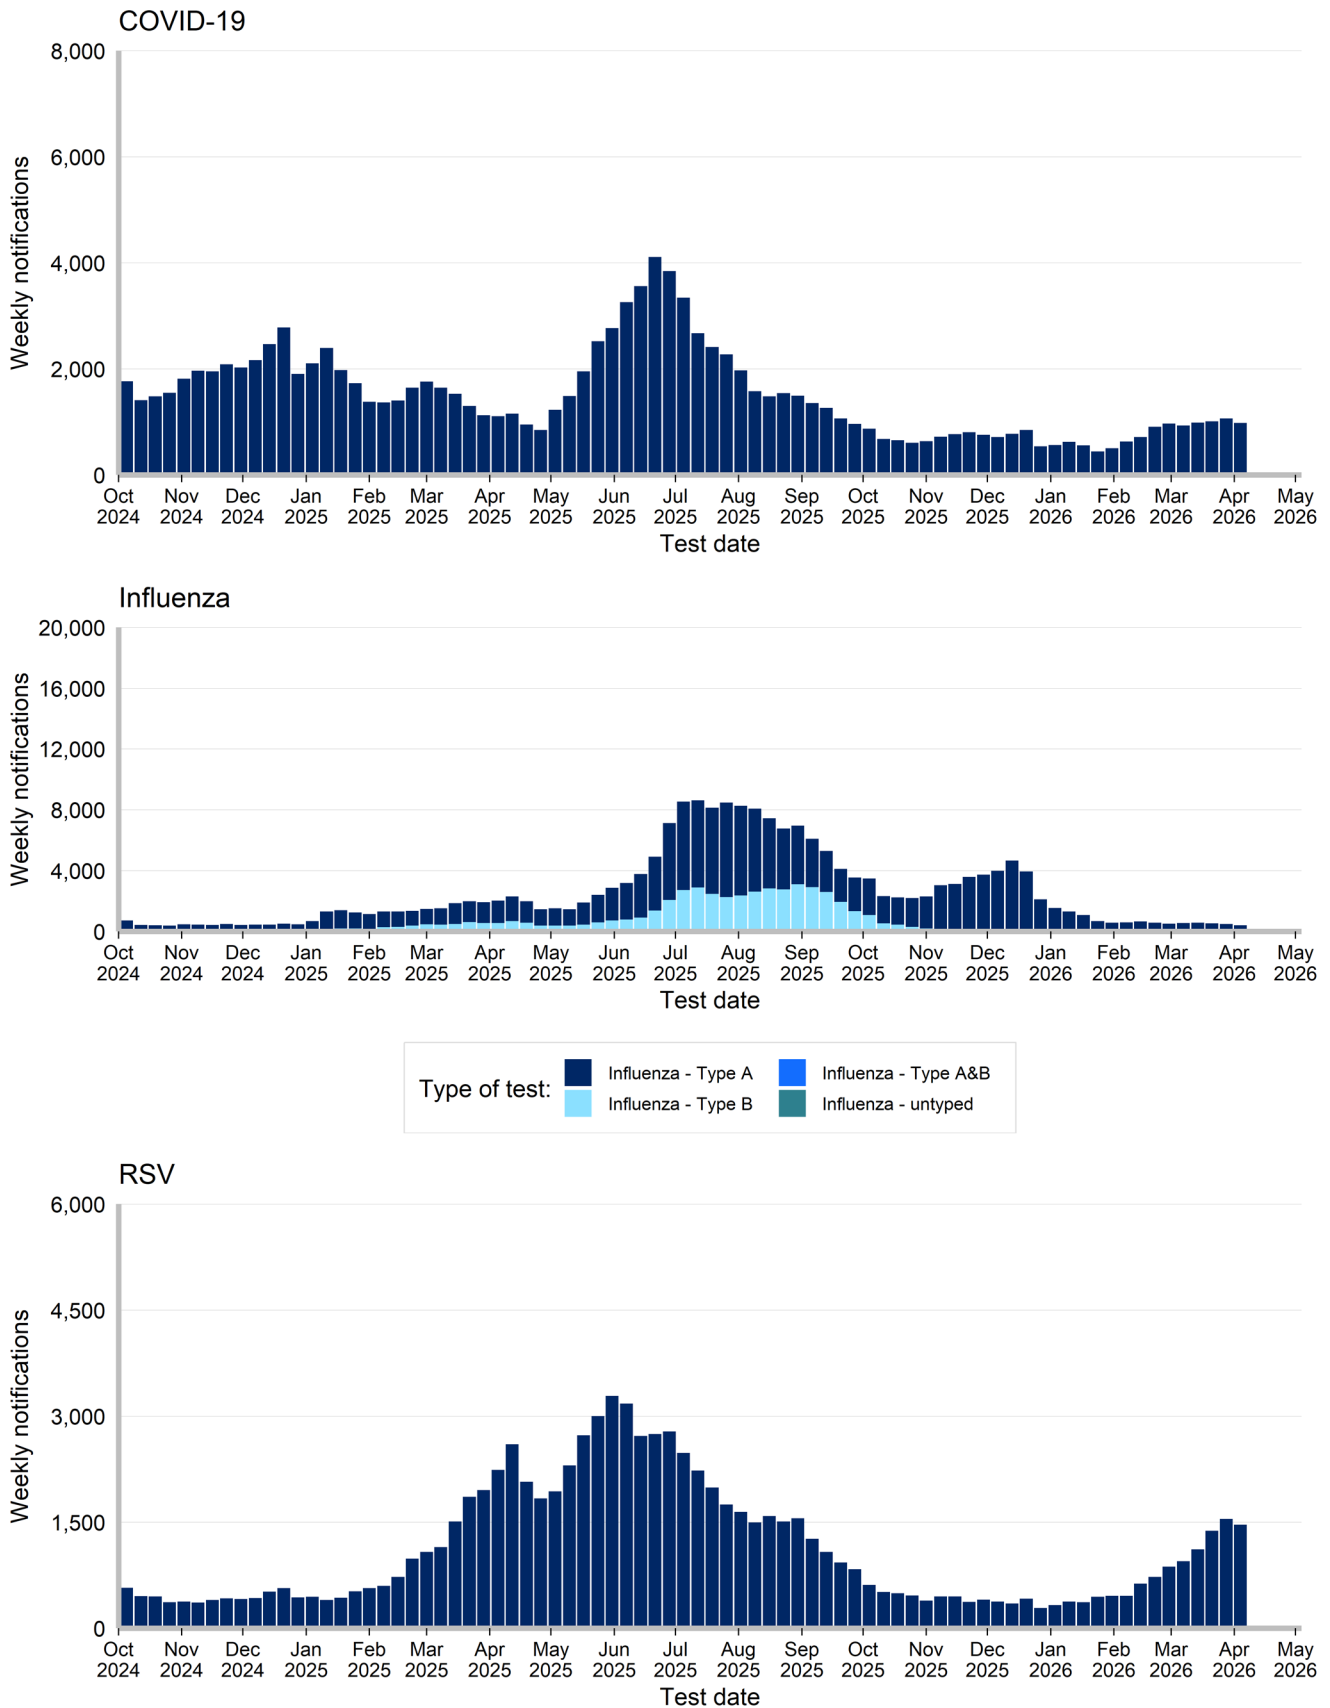 COVID-19
8,000
6,000
4,000
2,000
0
Weekly notifications
Oct Nov Dec Jan Feb Mar Apr May Jun Jul Aug Sep Oct Nov Dec Jan Feb Mar Apr May
2024 2024 2024 2025 2025 2025 2025 2025 2025 2025 2025 2025 2025 2025 2025 2026 2026 2026 2026 2026
Test date
Influenza
20,000
16,000
12,000
8,000
4,000
0
Weekly notifications
Oct Nov Dec Jan Feb Mar Apr May Jun Jul Aug Sep Oct Nov Dec Jan Feb Mar Apr May
2024 2024 2024 2025 2025 2025 2025 2025 2025 2025 2025 2025 2025 2025 2025 2026 2026 2026 2026 2026
Test date
Type of test:
Influenza - Type A
Influenza - Type A&B
Influenza - Type B
Influenza - untyped
RSV
6,000
4,500
3,000
1,500
0
Weekly notifications
Oct Nov Dec Jan Feb Mar Apr May Jun Jul Aug Sep Oct Nov Dec Jan Feb Mar Apr May
2024 2024 2024 2025 2025 2025 2025 2025 2025 2025 2025 2025 2025 2025 2025 2026 2026 2026 2026 2026
Test date